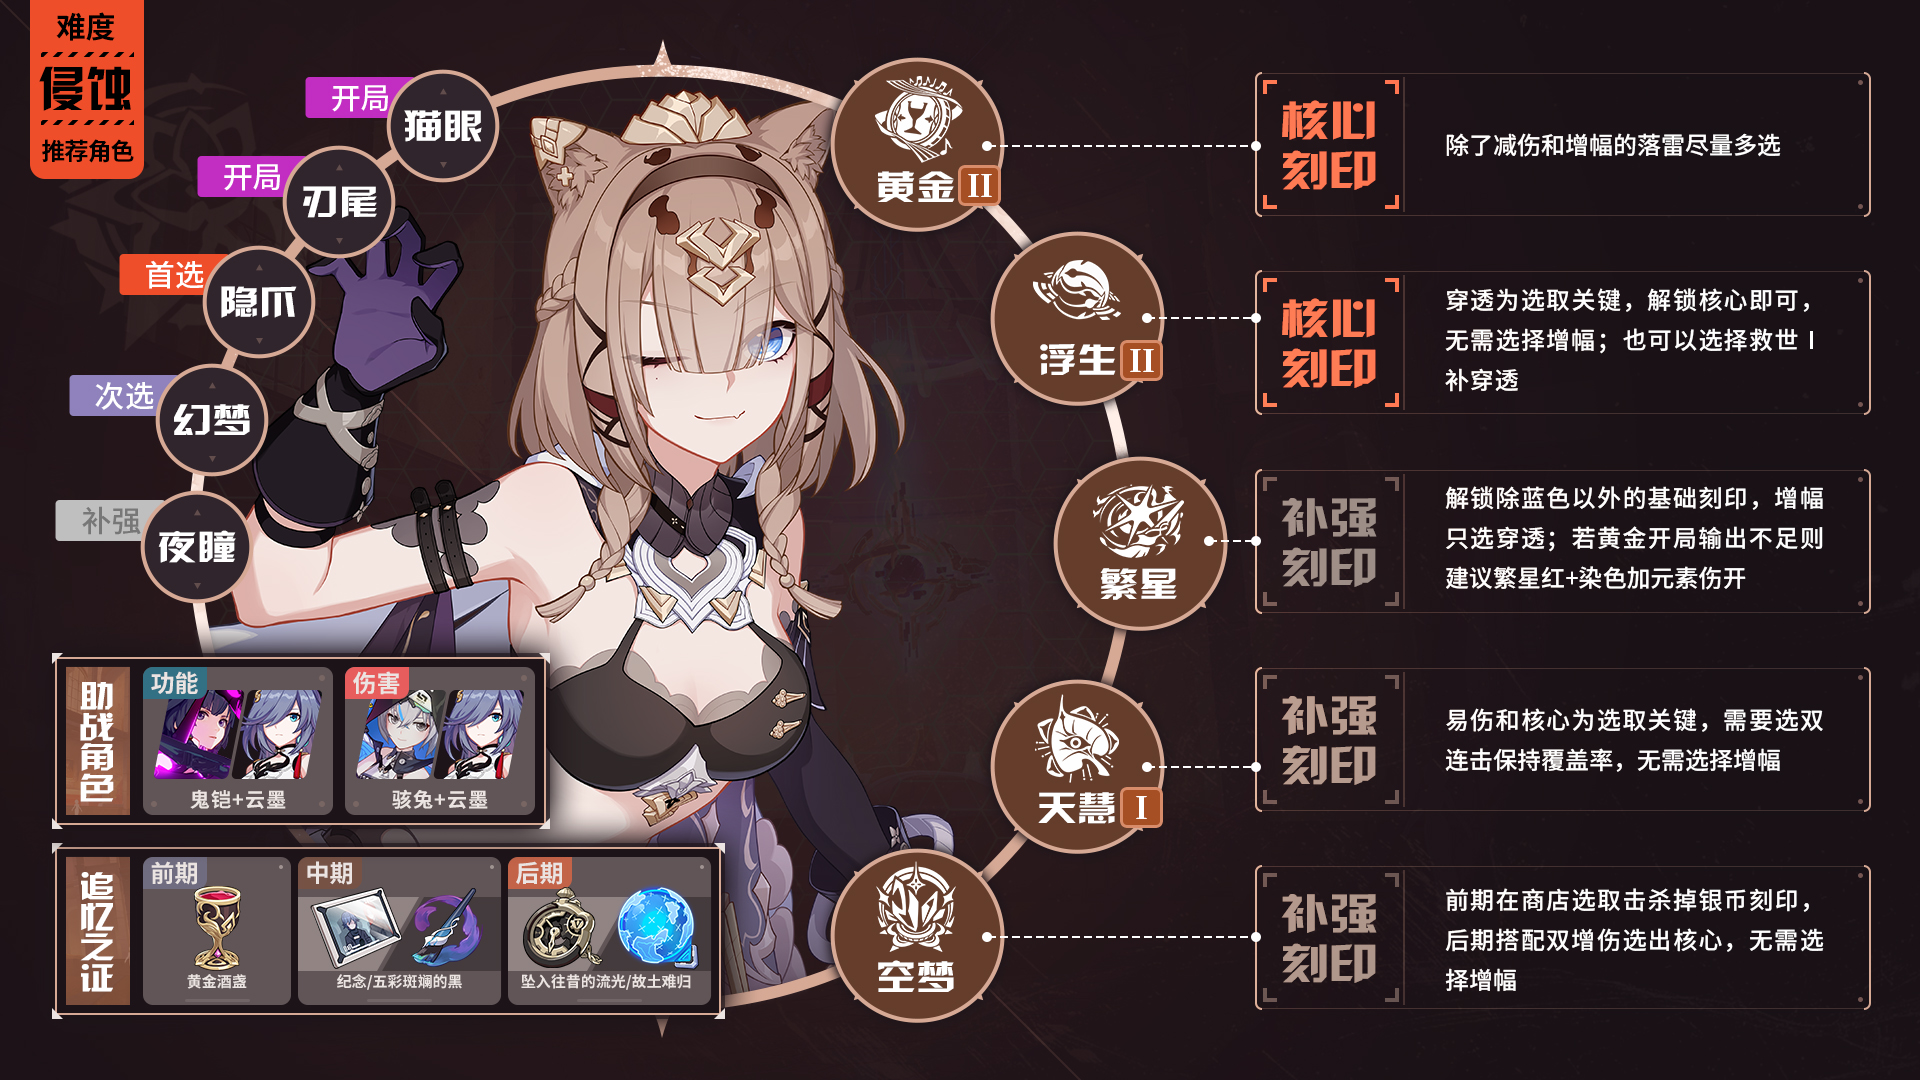 难度
侵蚀
推荐角色
开局
猫眼
开局
刃尾
首选
隐爪
次选
幻梦
补强
夜瞳
黄金 II
核心
刻印
除了减伤和增幅的落雷尽量多选
浮生 II
核心
刻印
穿透为选取关键，解锁核心即可，
无需选择增幅；也可以选择救世 I
补穿透
繁星
补强
刻印
解锁除蓝色以外的基础刻印，增幅
只选穿透；若黄金开局输出不足则
建议繁星红+染色加元素伤开
天慧 I
补强
刻印
易伤和核心为选取关键，需要选双
连击保持覆盖率，无需选择增幅
空梦
补强
刻印
前期在商店选取击杀掉银币刻印，
后期搭配双增伤选出核心，无需选
择增幅
助战角色
功能
鬼铠+云墨
伤害
骇兔+云墨
追忆之证
前期
黄金酒盏
中期
纪念/五彩斑斓的黑
后期
坠入往昔的流光/故土难归